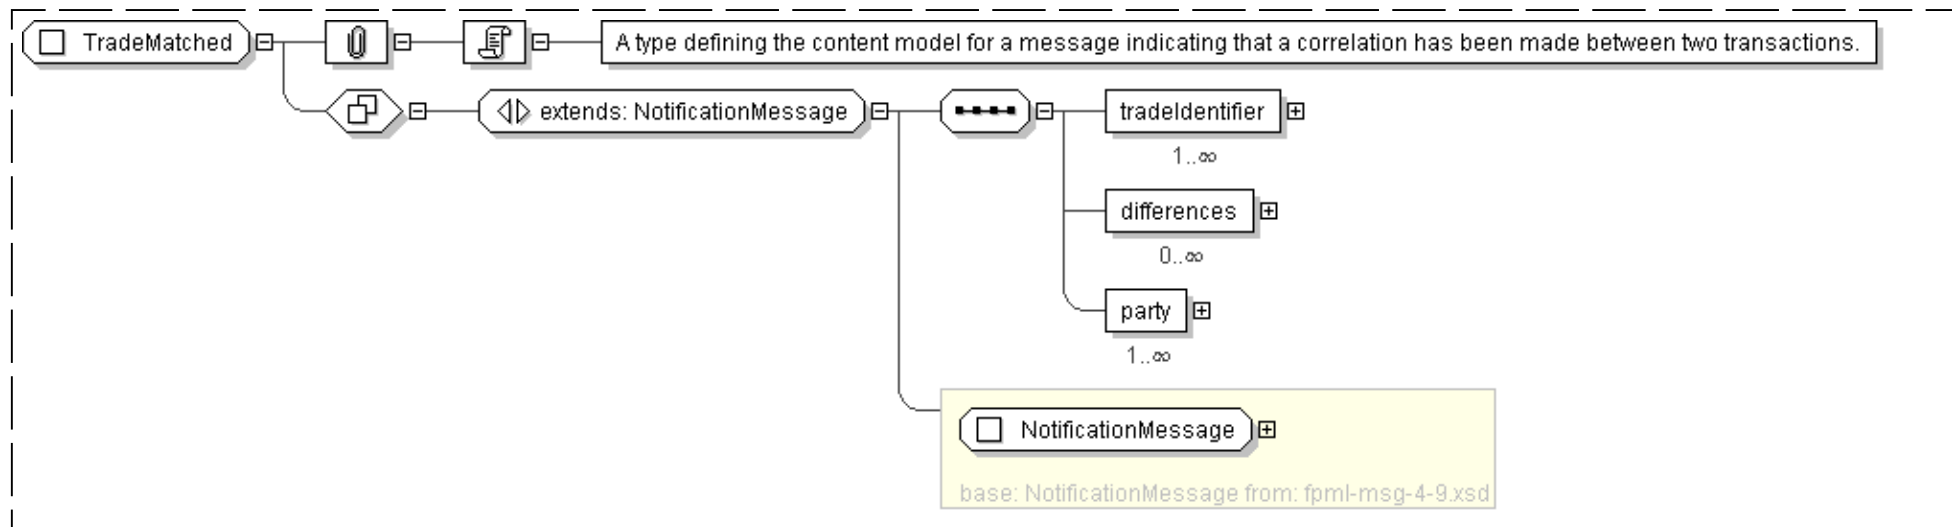 TradeMatched
A type defining the content model for a message indicating that a correlation has been made between two transactions.
extends: NotificationMessage
tradeIdentifier
1..∞
differences
0..∞
party
1..∞
NotificationMessage
base: NotificationMessage from: fpml-msg-4-9.xsd